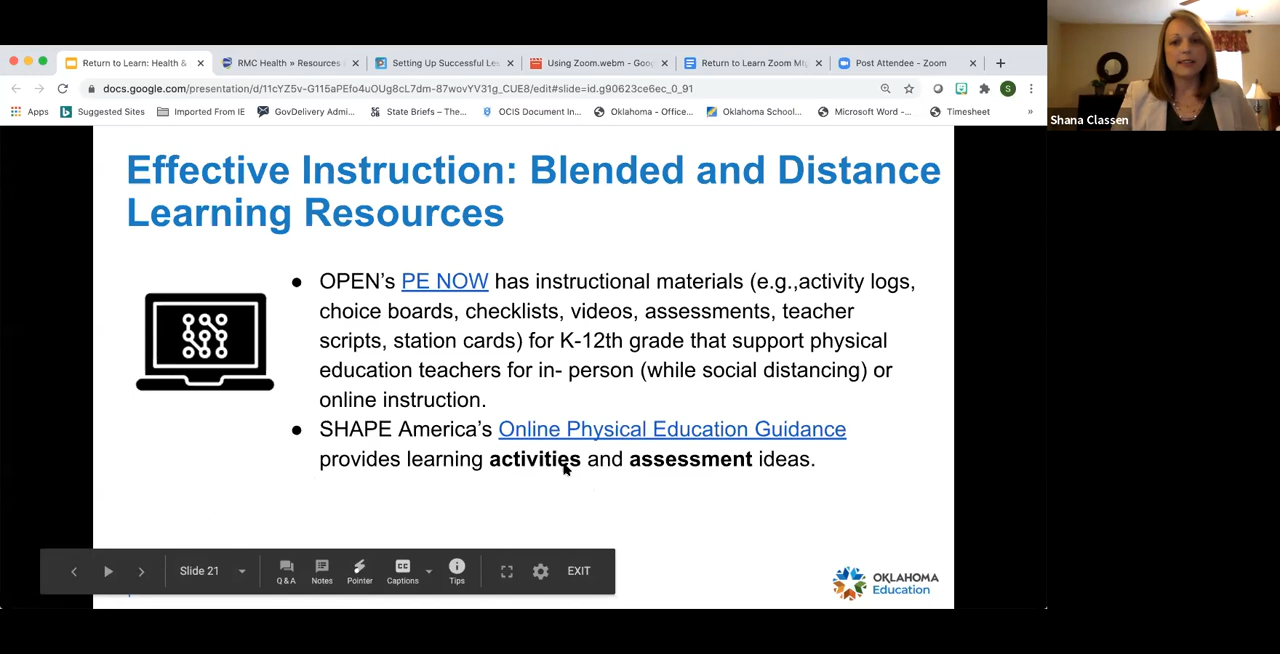 Return to Learn: Health &
RMC Health » Resources
Setting Up Successful Les
Using Zoom.webm - Goo
Return to Learn Zoom Mt
Post Attendee - Zoom
docs.google.com/presentation/d/11cYZ5v-G115aPEfo4uOUg8cL7dm-87wovYV31g_CUE8/edit#slide=id.g90623ce6ec_0_91
S
Apps
Suggested Sites
Imported From IE
GovDelivery Admi...
State Briefs – The...
OCIS Document In...
Oklahoma - Office...
Oklahoma School...
Microsoft Word -...
Timesheet
»
Shana Classen
Effective Instruction: Blended and Distance
Learning Resources
● OPEN’s PE NOW has instructional materials (e.g.,activity logs,
choice boards, checklists, videos, assessments, teacher
scripts, station cards) for K-12th grade that support physical
education teachers for in- person (while social distancing) or
online instruction.
● SHAPE America’s Online Physical Education Guidance
provides learning activities and assessment ideas.
Slide 21
Q & A
Notes
Pointer
CC
Captions
Tips
EXIT
OKLAHOMA
Education